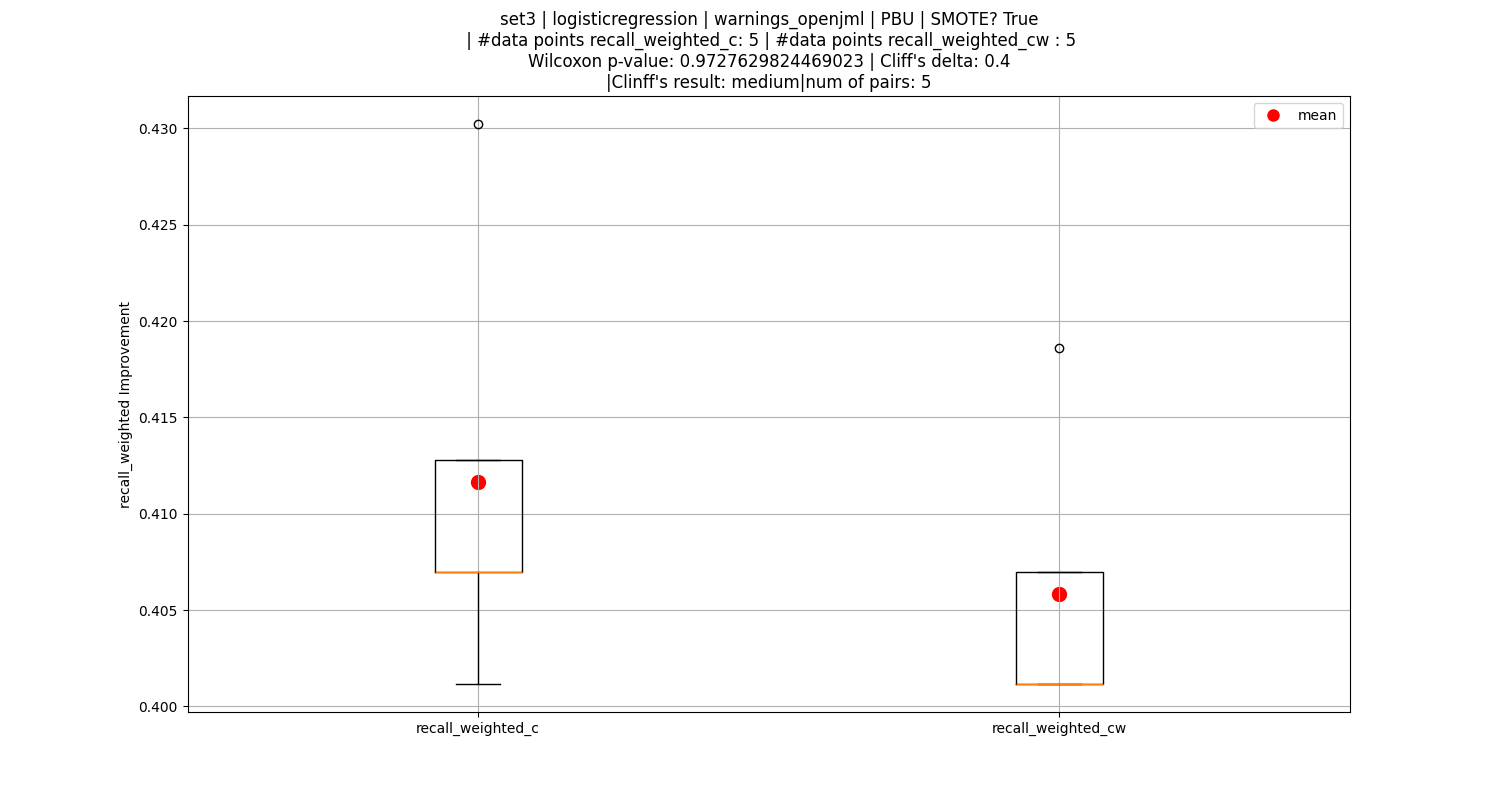 set3 | logisticregression | warnings_openjml | PBU | SMOTE? True
| #data points recall_weighted_c: 5 | #data points recall_weighted_cw : 5
Wilcoxon p-value: 0.9727629824469023 | Cliff's delta: 0.4
|Clinff's result: medium|num of pairs: 5
mean
0.430
0.425
0.420
0.415
0.410
0.405
0.400
recall_weighted Improvement
recall_weighted_c
recall_weighted_cw